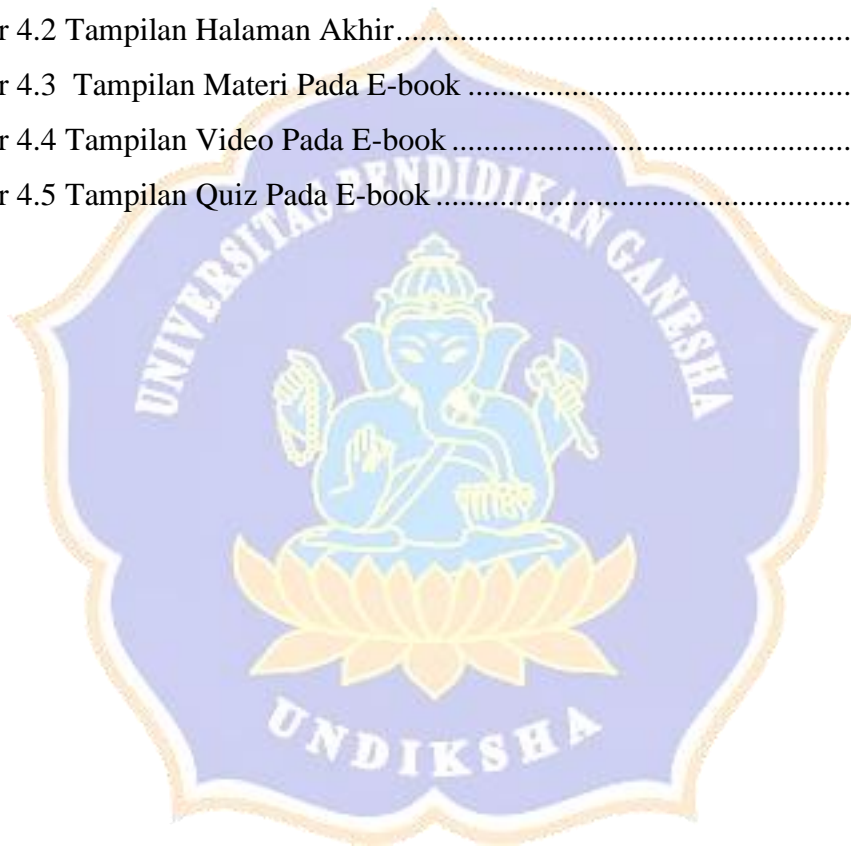 r 4.2 Tampilan Halaman Akhir........................................................................
r 4.3  Tampilan Materi Pada E-book ............................................................
r 4.4 Tampilan Video Pada E-book ...............................................................
r 4.5 Tampilan Quiz Pada E-book .................................................................
UNIVERSITAS PENDIDIKAN GANESHA
UNDIKSHA